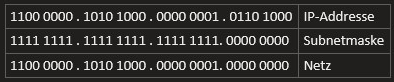 1100 0000 . 1010 1000 . 0000 0001 . 0110 1000 IP-Addresse
1111 1111 . 1111 1111 . 1111 1111. 0000 0000 Subnetmaske
1100 0000 . 1010 1000 . 0000 0001. 0000 0000 Netz